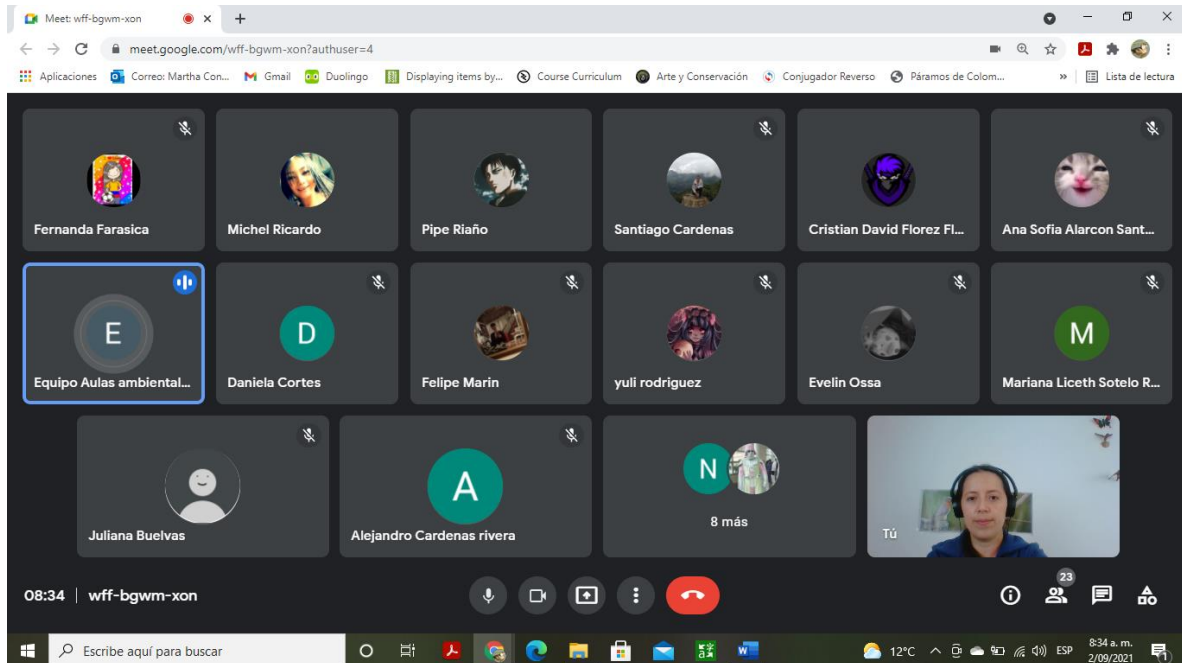 Meet: wff-bgwm-xon
meet.google.com/wff-bgwm-xon?authuser=4
Aplicaciones Correo: Martha Con... Gmail Duolingo Displaying items by... Course Curriculum Arte y Conservación Conjugador Reverso Páramos de Colom... » Lista de lectura
Fernanda Farasica Michel Ricardo Pipe Riaño Santiago Cardenas Cristian David Florez Fl... Ana Sofia Alarcon Sant...
E D M
Equipo Aulas ambiental... Daniela Cortes Felipe Marin yuli rodriguez Evelin Ossa Mariana Liceth Sotelo R...
A N
8 más
Juliana Buelvas Alejandro Cardenas rivera Tú
23
08:34 | wff-bgwm-xon
Escribe aquí para buscar 12°C ESP 8:34 a. m.
2/09/2021